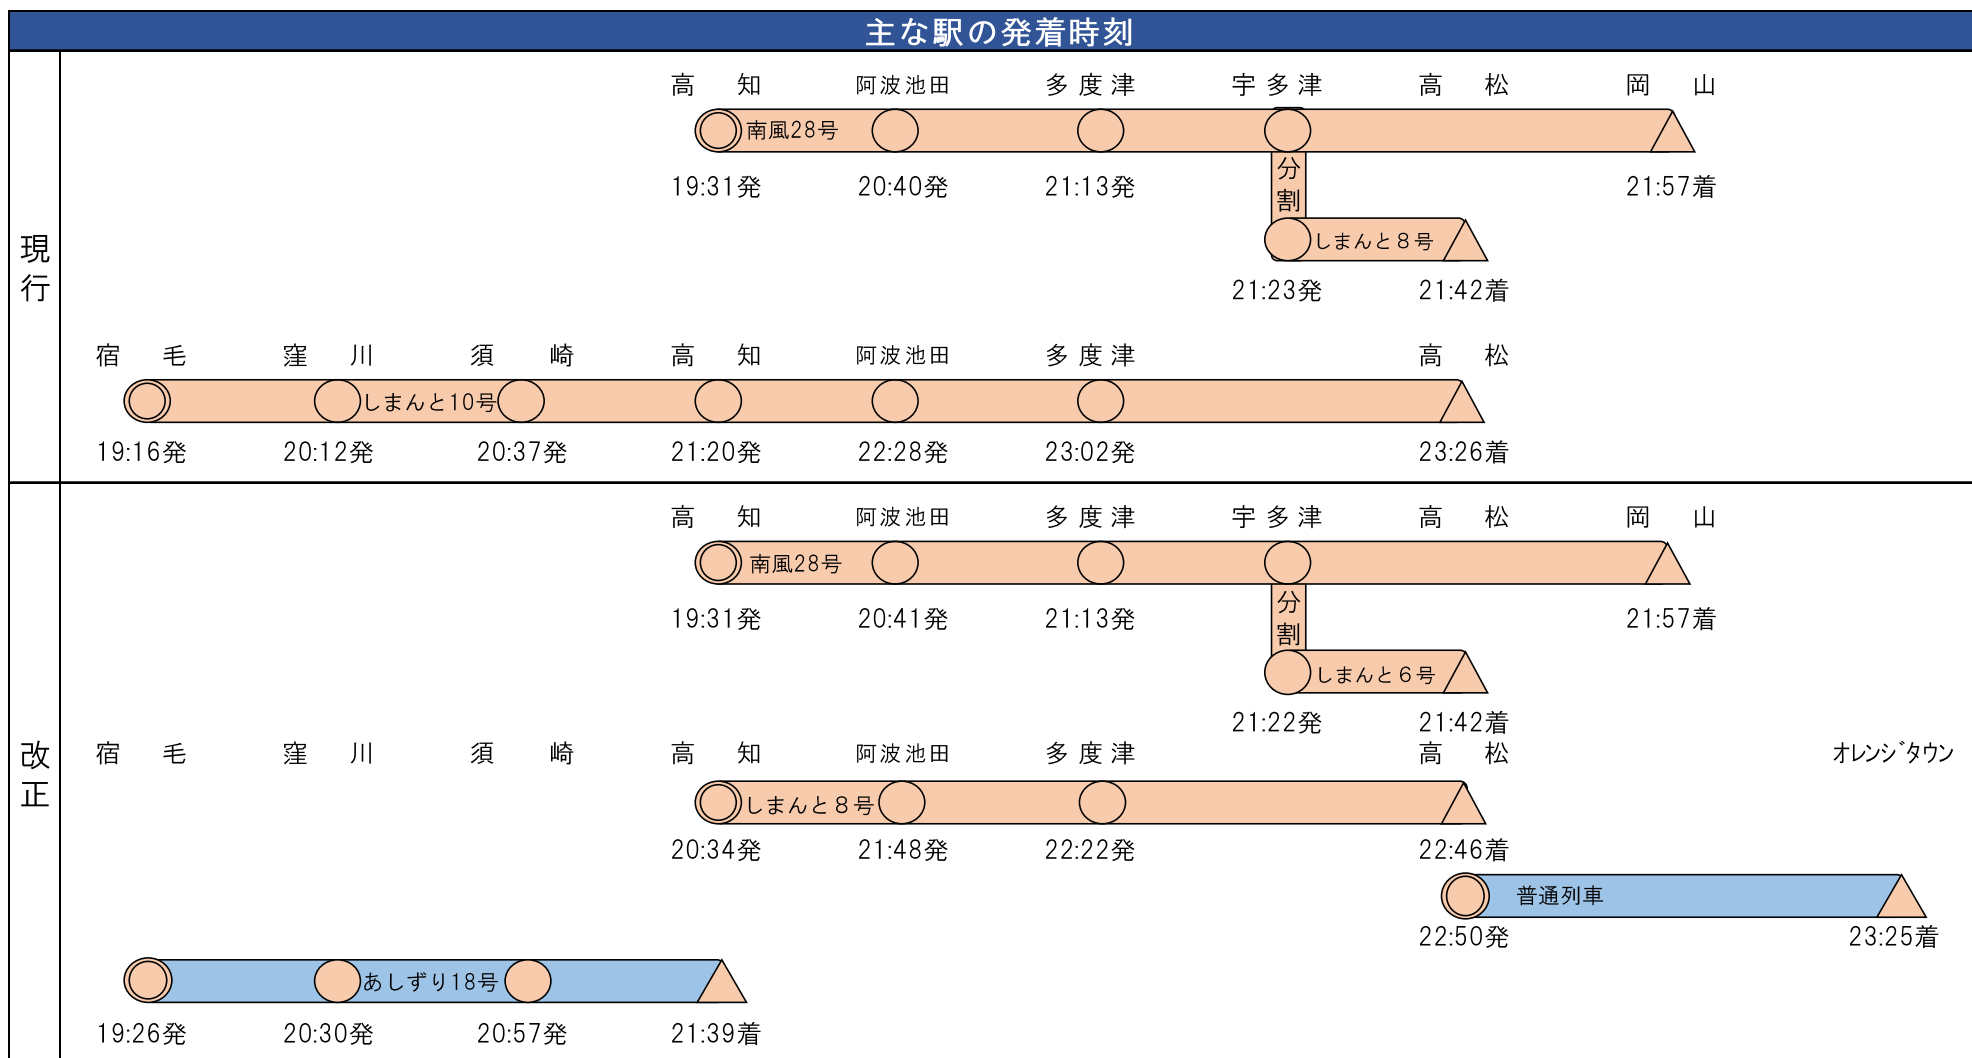 主な駅の発着時刻
現行
高知 阿波池田 多度津 宇多津 高松 岡山
南風28号
19:31発 20:40発 21:13発 21:57着
分割
しまんと８号
21:23発 21:42着
宿毛 窪川 須崎 高知 阿波池田 多度津 高松
しまんと10号
19:16発 20:12発 20:37発 21:20発 22:28発 23:02発 23:26着
改正
高知 阿波池田 多度津 宇多津 高松 岡山
南風28号
19:31発 20:41発 21:13発 21:57着
分割
しまんと６号
21:22発 21:42着
宿毛 窪川 須崎 高知 阿波池田 多度津 高松 ｵﾚﾝｼﾞﾀｳﾝ
しまんと８号
20:34発 21:48発 22:22発 22:46着
普通列車
22:50発 23:25着
あしずり18号
19:26発 20:30発 20:57発 21:39着